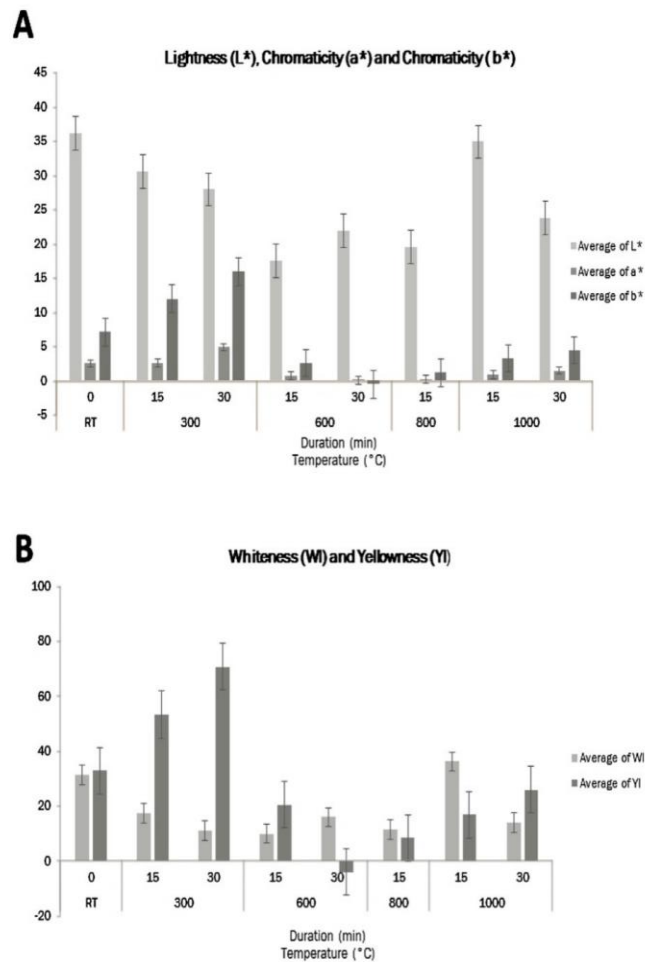 A
Lightness (L*), Chromaticity (a*) and Chromaticity ( b*)
45
40
35
30
25
20
15
10
5
0
-5
Average of L*
Average of a*
Average of b*
0 15 30 15 30 15 15 30
RT 300 600 800 1000
Duration (min)
Temperature (°C)
B
Whiteness (WI) and Yellowness (YI)
100
80
60
40
20
0
-20
Average of WI
Average of YI
0 15 30 15 30 15 15 30
RT 300 600 800 1000
Duration (min)
Temperature (°C)